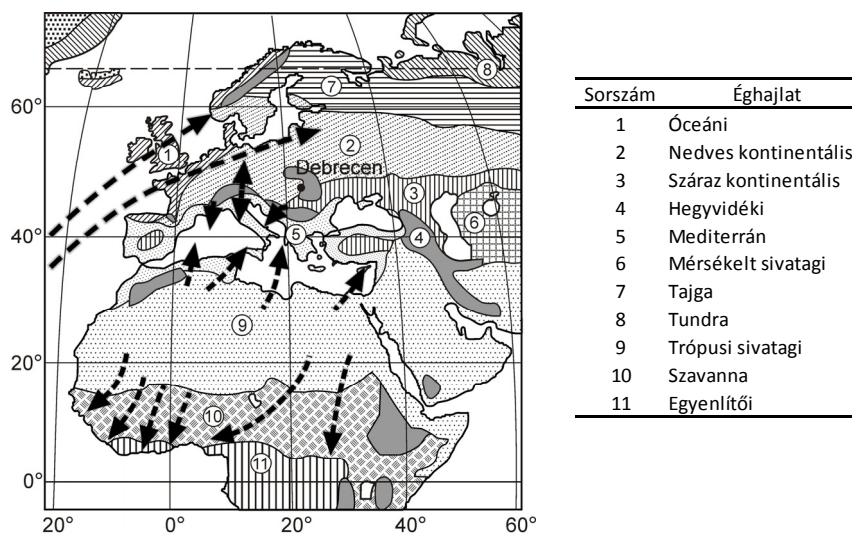 60°
40°
20°
0°
20° 0° 20° 40° 60°
1
2
3
4
5
6
7
8
9
10
11
Debrecen
Sorszám Éghajlat
1 Óceáni
2 Nedves kontinentális
3 Száraz kontinentális
4 Hegyvidéki
5 Mediterrán
6 Mérsékelt sivatagi
7 Tajga
8 Tundra
9 Trópusi sivatagi
10 Szavanna
11 Egyenlítői